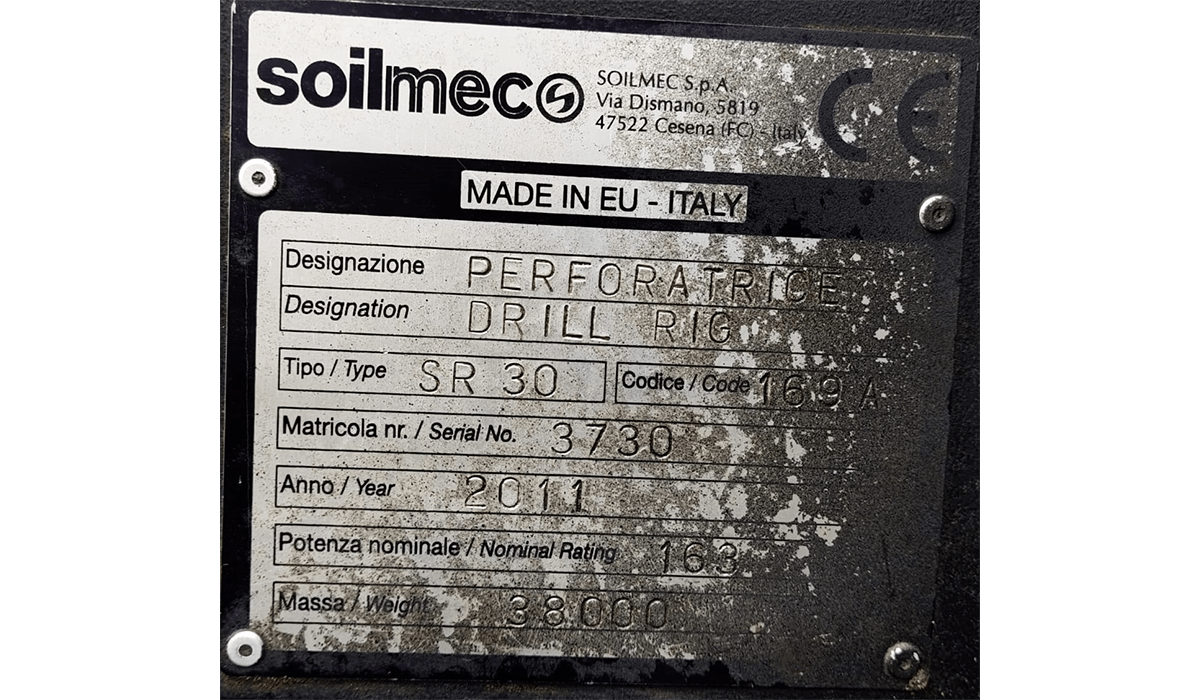 soilmec
SOILMEC S.p.A.
Via Dismano, 5819
47522 Cesena (FC) - Italy
CE
MADE IN EU - ITALY
Designazione PERFORATRICE
Designation DRILL RIG
Tipo / Type SR 30 Codice / Code 169 A
Matricola nr. / Serial No. 3730
Anno / Year 2011
Potenza nominale / Nominal Rating 163
Massa / Weight 38000